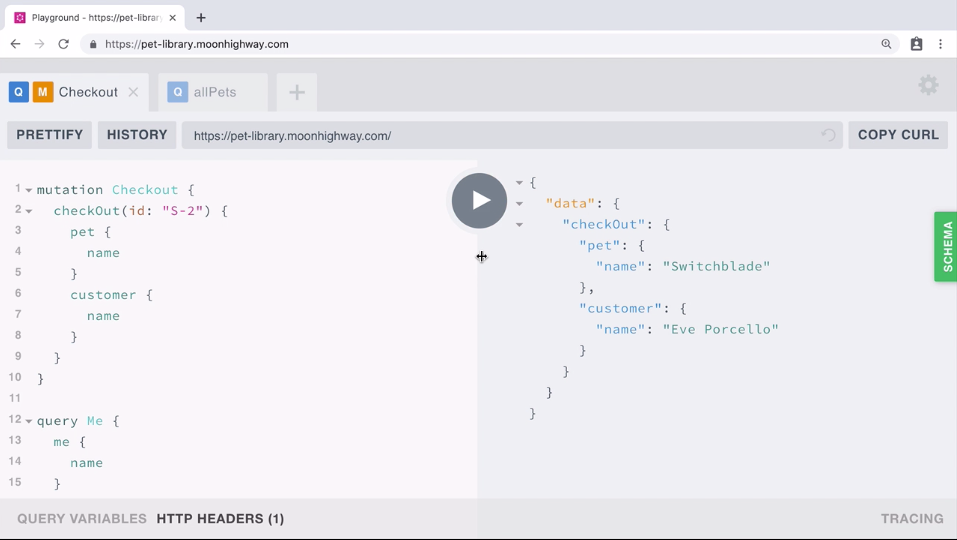 Playground - https://pet-library
https://pet-library.moonhighway.com
Q M Checkout
Q allPets
PRETTIFY
HISTORY
https://pet-library.moonhighway.com/
COPY CURL
1 mutation Checkout {
2 checkOut(id: "S-2") {
3 pet {
4 name
5 }
6 customer {
7 name
8 }
9 }
10 }
11
12 query Me {
13 me {
14 name
15 }
{
"data": {
"checkOut": {
"pet": {
"name": "Switchblade"
},
"customer": {
"name": "Eve Porcello"
}
}
}
}
SCHEMA
QUERY VARIABLES HTTP HEADERS (1)
TRACING